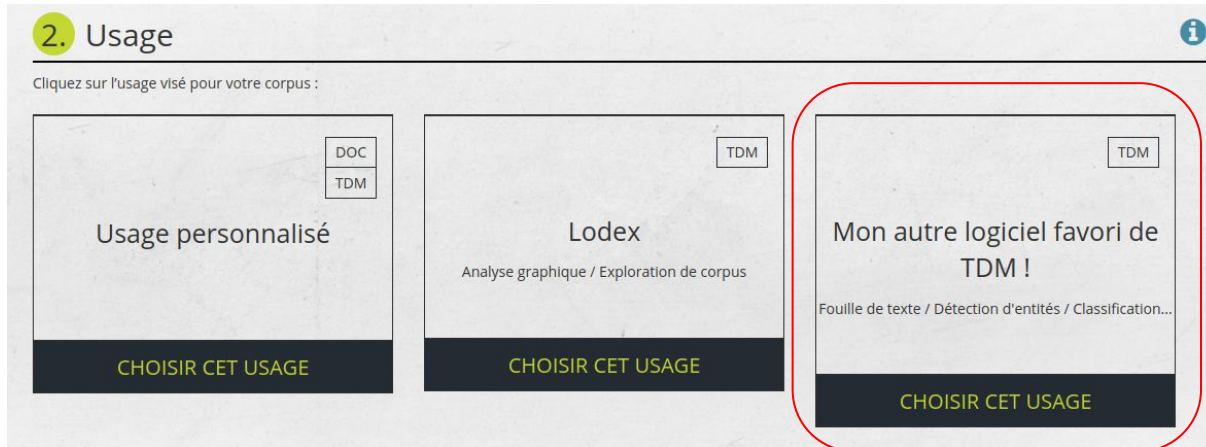 2. Usage
Cliquez sur l'usage visé pour votre corpus :
DOC
TDM
Usage personnalisé
CHOISIR CET USAGE
TDM
Lodex
Analyse graphique / Exploration de corpus
CHOISIR CET USAGE
TDM
Mon autre logiciel favori de
TDM !
Fouille de texte / Détection d'entités / Classification...
CHOISIR CET USAGE